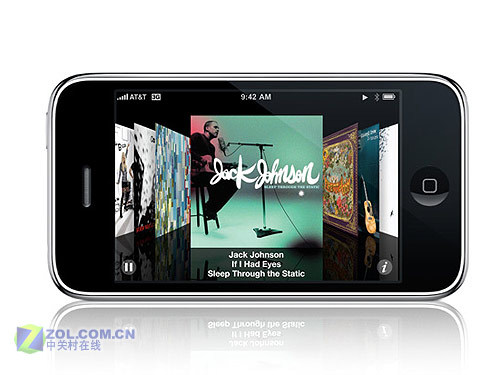 AT&T 3G 9:42 AM
Jack Johnson
SLEEP THROUGH THE STATIC
Jack Johnson
If I Had Eyes
Sleep Through the Static
ZOL.COM.CN
中关村在线